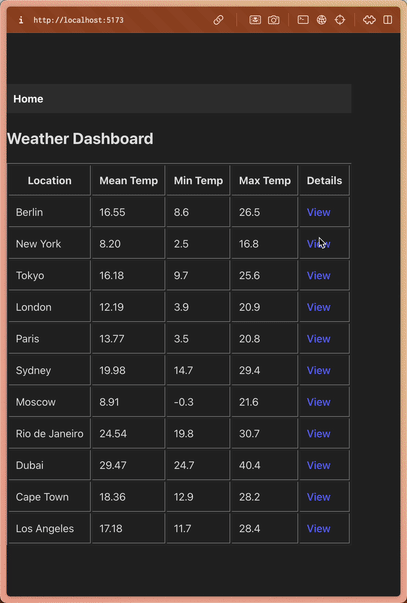 http://localhost:5173
Home
Weather Dashboard
Location Mean Temp Min Temp Max Temp Details
Berlin 16.55 8.6 26.5 View
New York 8.20 2.5 16.8 View
Tokyo 16.18 9.7 25.6 View
London 12.19 3.9 20.9 View
Paris 13.77 3.5 20.8 View
Sydney 19.98 14.7 29.4 View
Moscow 8.91 -0.3 21.6 View
Rio de Janeiro 24.54 19.8 30.7 View
Dubai 29.47 24.7 40.4 View
Cape Town 18.36 12.9 28.2 View
Los Angeles 17.18 11.7 28.4 View